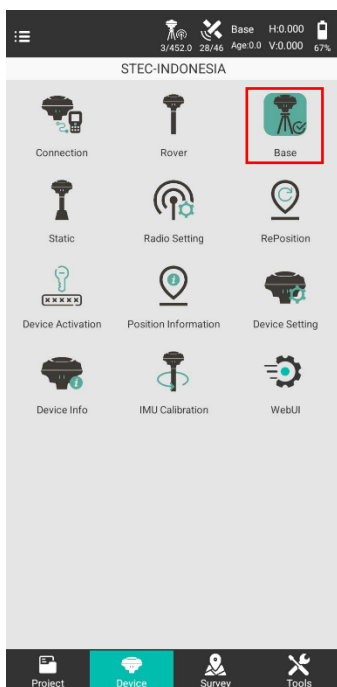 Base H:0.000
3/452.0 28/46 Age:0.0 V:0.000 67%
STEC-INDONESIA
Connection Rover Base
Static Radio Setting RePosition
Device Activation Position Information Device Setting
Device Info IMU Calibration WebUI
Project Device Survey Tools